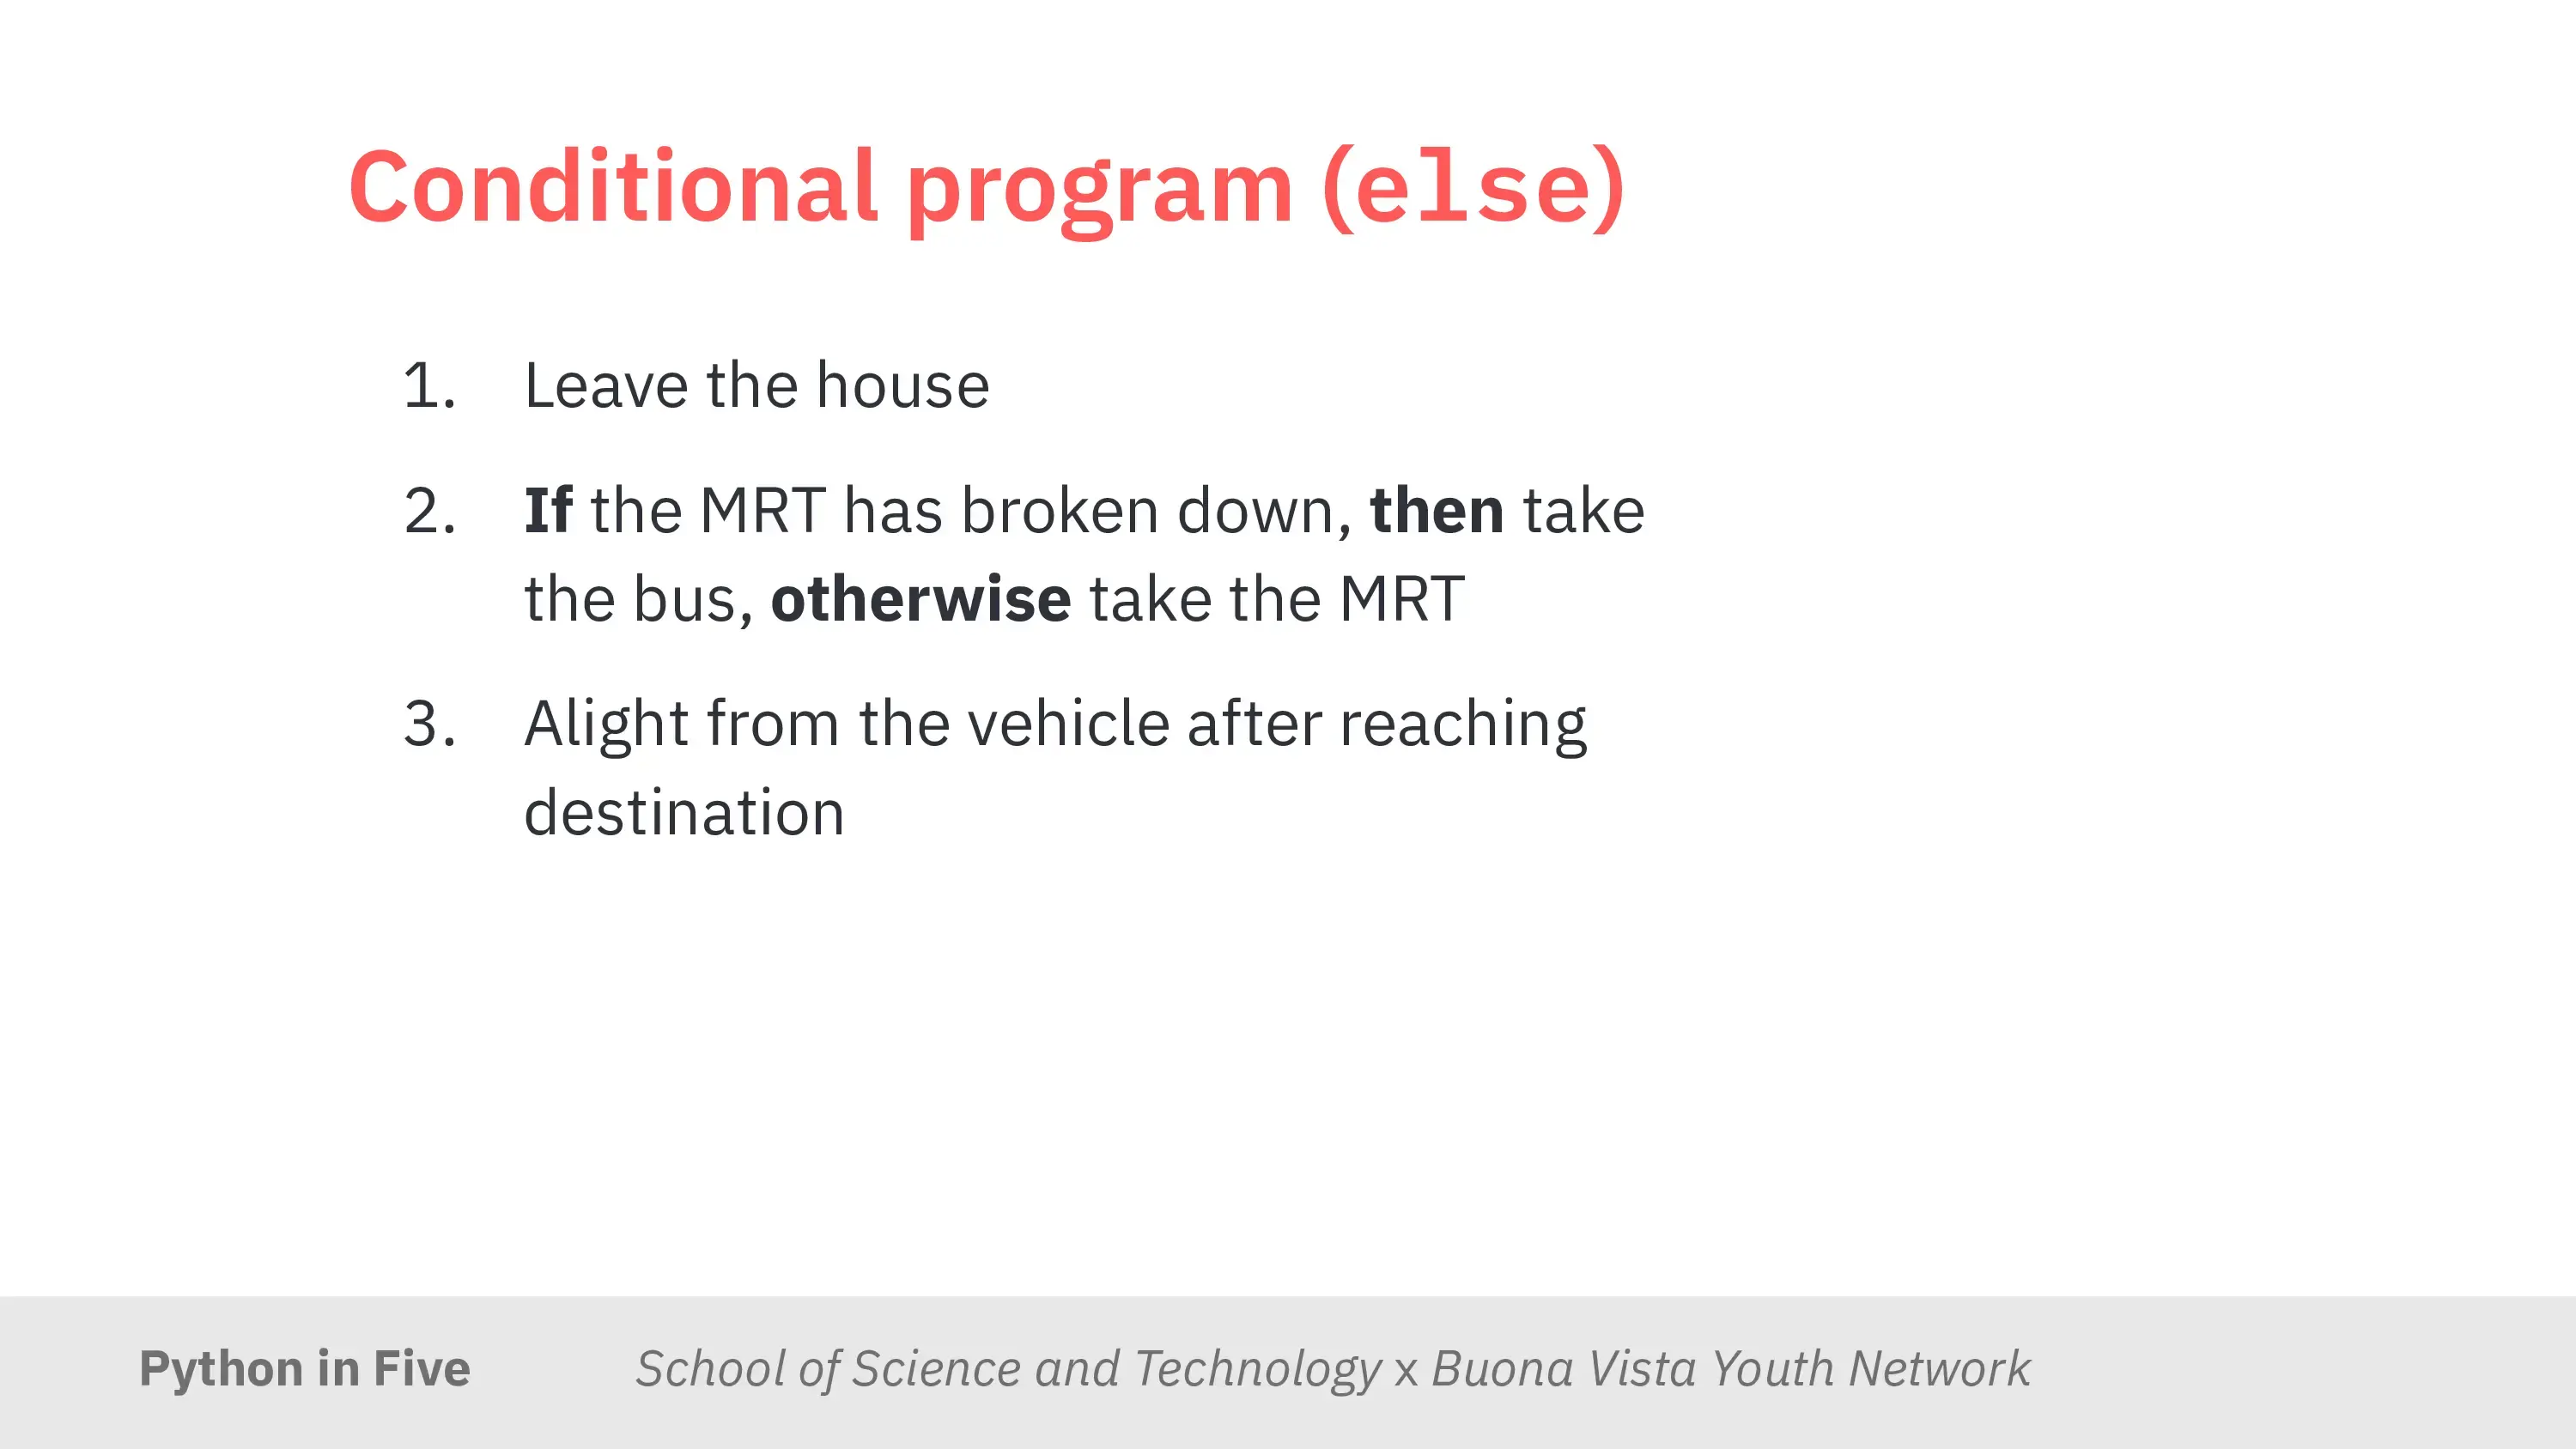 Conditional program (else)
1. Leave the house
2. If the MRT has broken down, then take
the bus, otherwise take the MRT
3. Alight from the vehicle after reaching
destination
Python in Five
School of Science and Technology x Buona Vista Youth Network